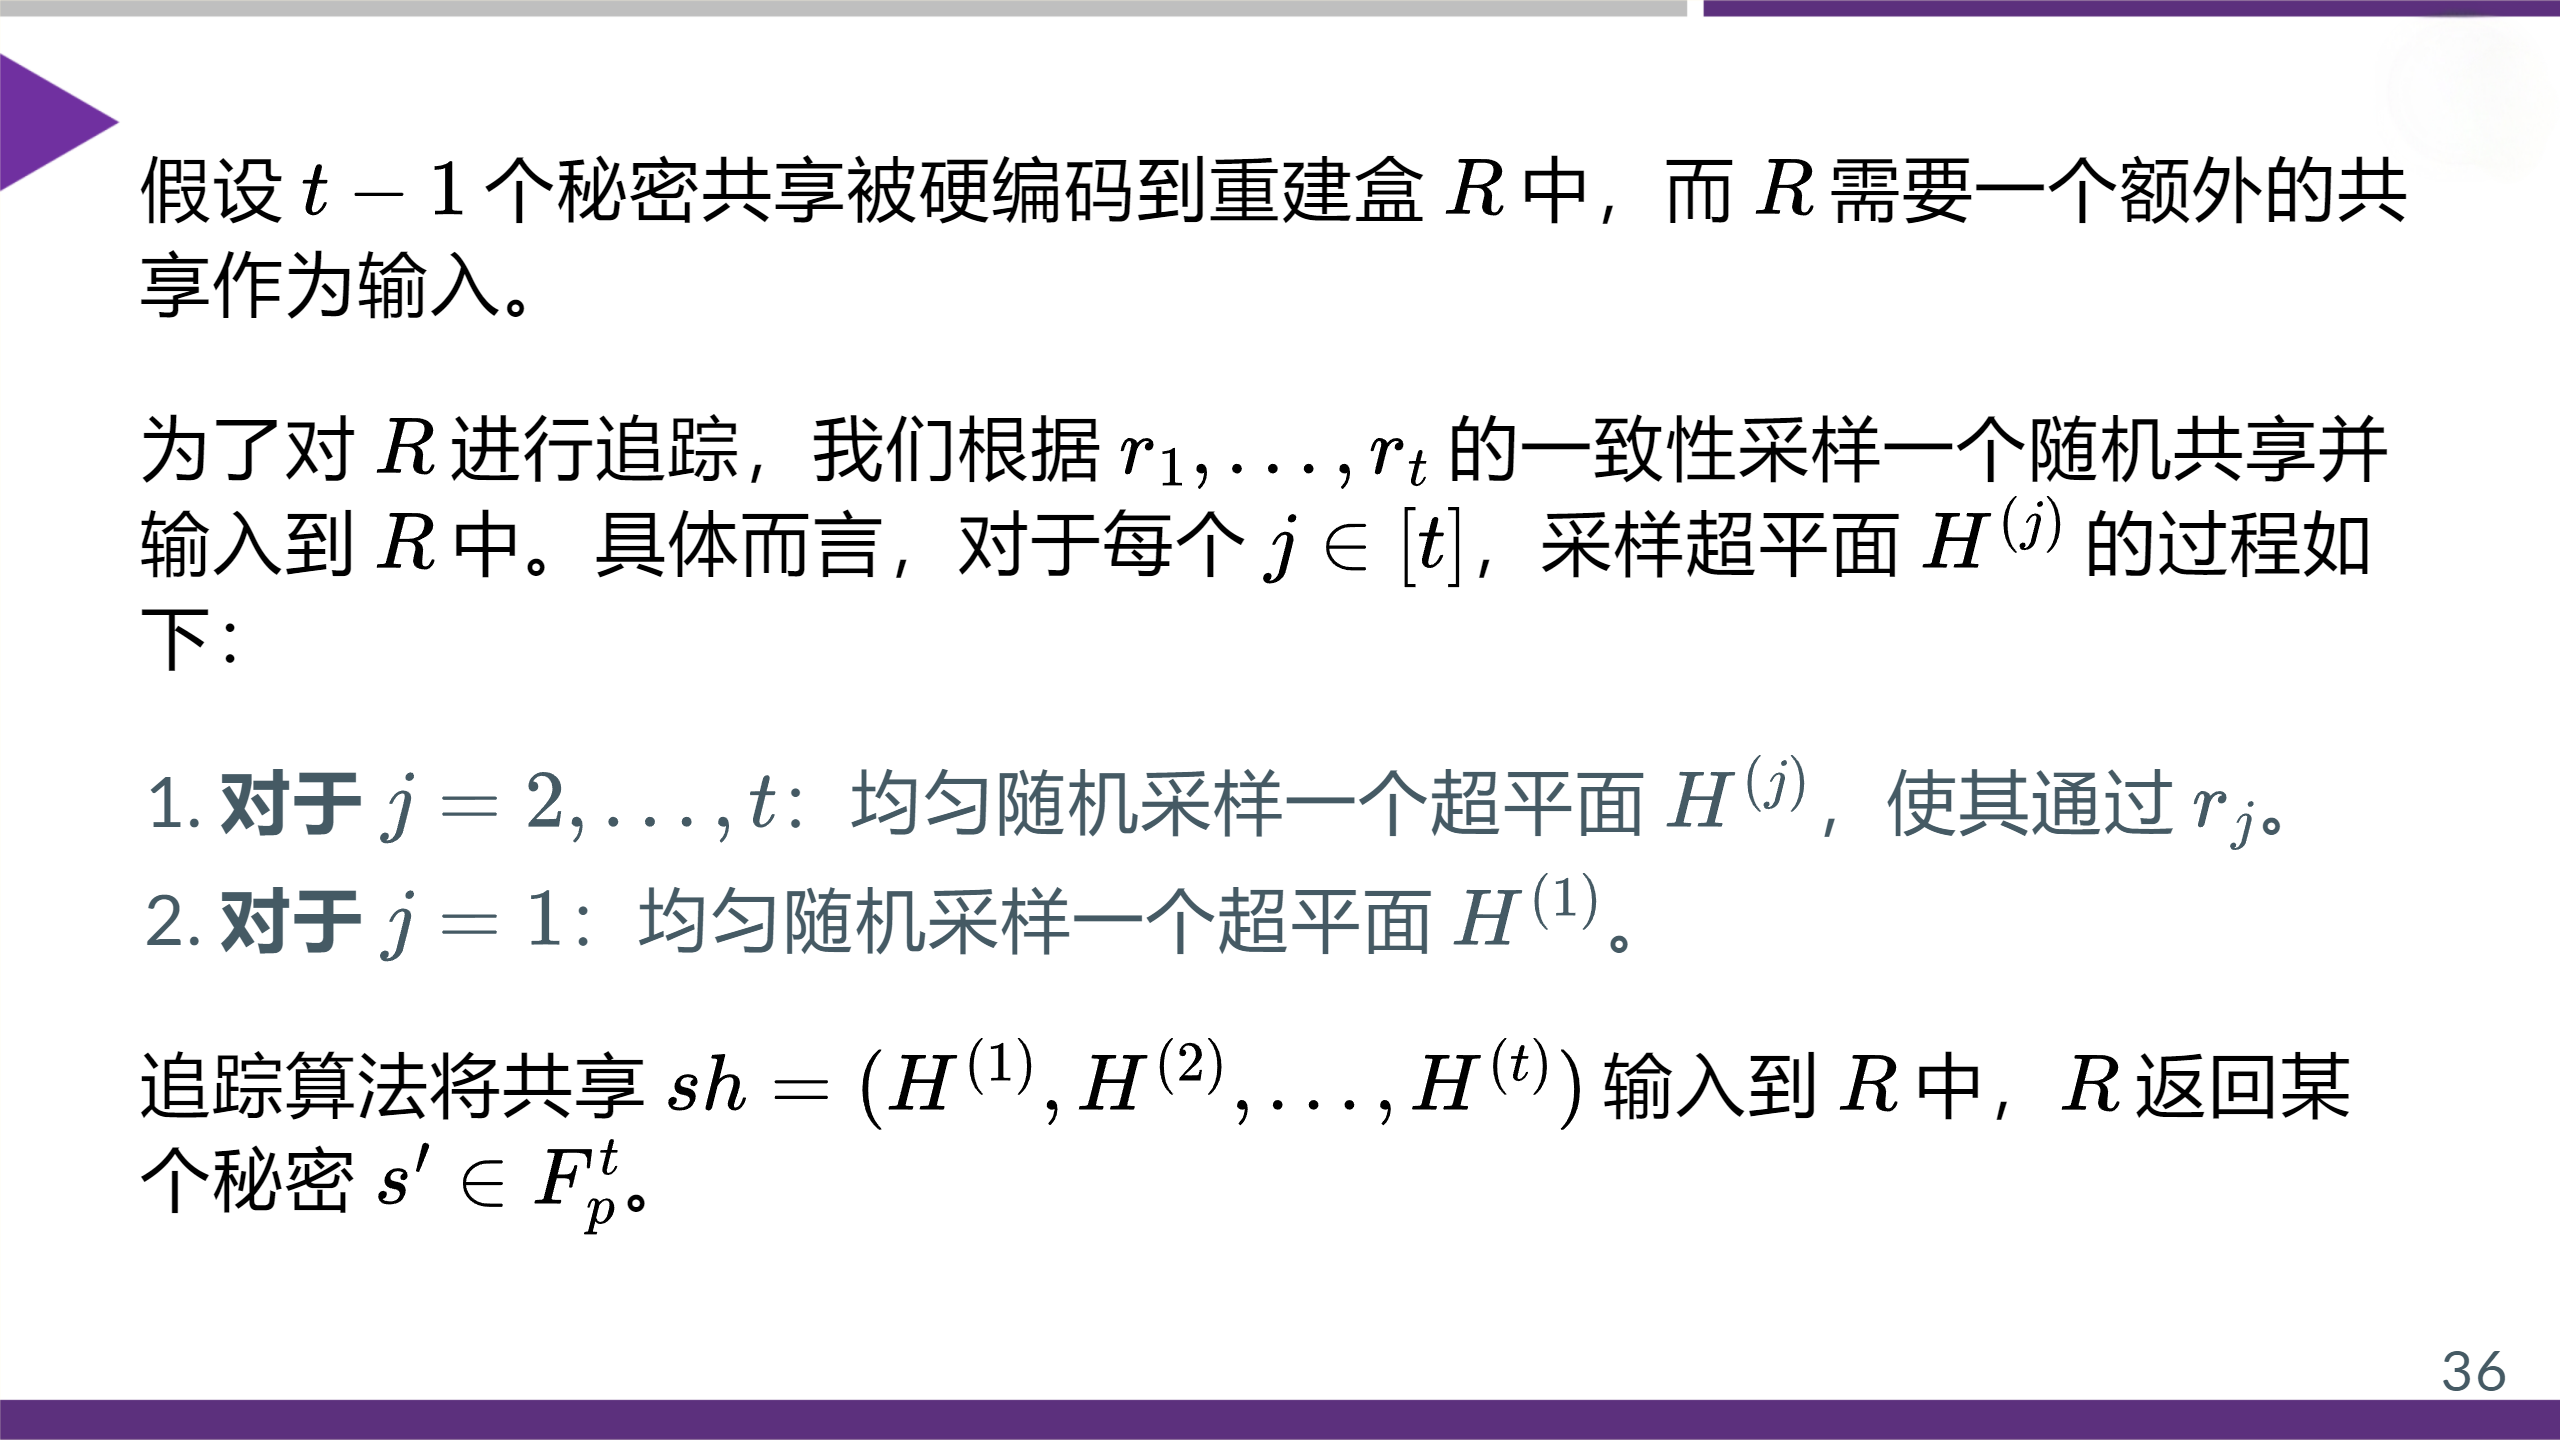 假设 t − 1 个秘密共享被硬编码到重建盒 R 中，而 R 需要一个额外的共
享作为输入。
为了对 R 进行追踪，我们根据 r₁, . . . , rₜ 的一致性采样一个随机共享并
输入到 R 中。具体而言，对于每个 j ∈ [t]，采样超平面 H⁽ʲ⁾ 的过程如
下：
1. 对于 j = 2, . . . , t：均匀随机采样一个超平面 H⁽ʲ⁾，使其通过 rⱼ。
2. 对于 j = 1：均匀随机采样一个超平面 H⁽¹⁾。
追踪算法将共享 sh = (H⁽¹⁾, H⁽²⁾, . . . , H⁽ᵗ⁾) 输入到 R 中，R 返回某
个秘密 s′ ∈ Fₚᵗ。
36